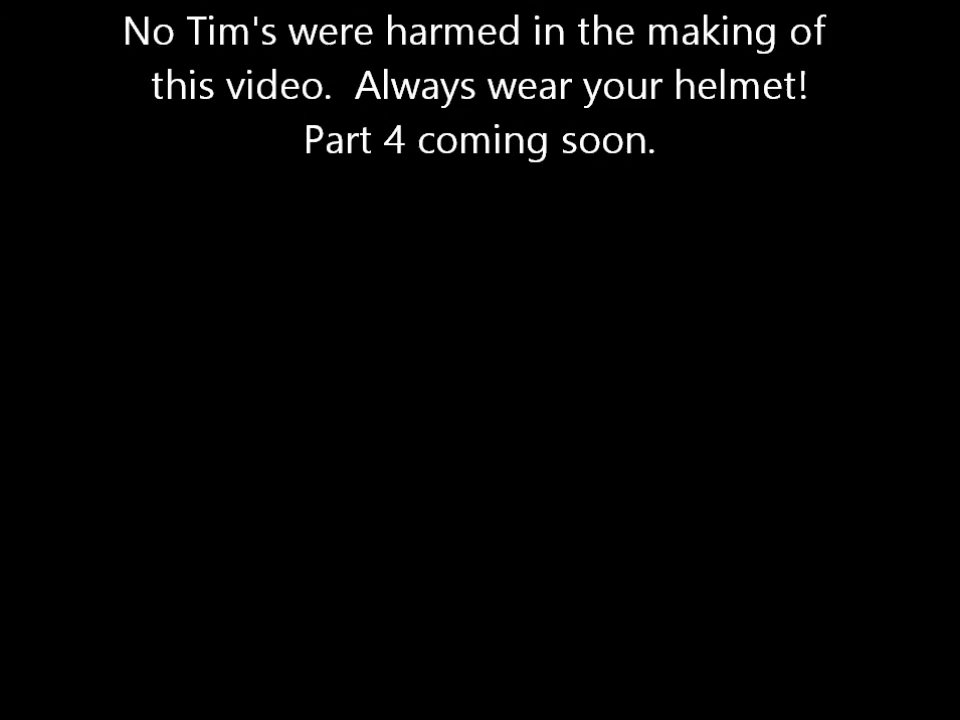 No Tim's were harmed in the making of
this video.  Always wear your helmet!
Part 4 coming soon.